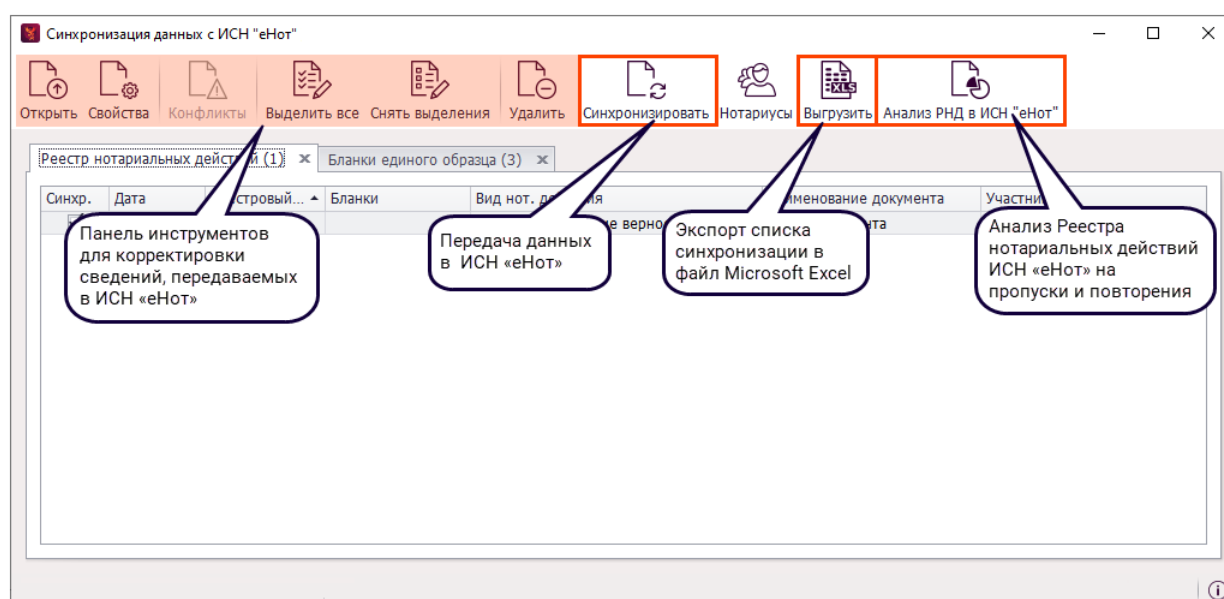 Синхронизация данных с ИСН "еНот"
Открыть Свойства Конфликты Выделить все Снять выделения Удалить Синхронизировать Нотариусы Выгрузить Анализ РНД в ИСН "еНот"
Реестр нотариальных действий (1) Бланки единого образца (3)
Синхр. Дата Бланки Вид нот. документа Участни
Панель инструментов
для корректировки
сведений, передаваемых
в ИСН «еНот»
Передача данных
в ИСН «еНот»
Экспорт списка
синхронизации в
файл Microsoft Excel
Анализ Реестра
нотариальных действий
ИСН «еНот» на
пропуски и повторения